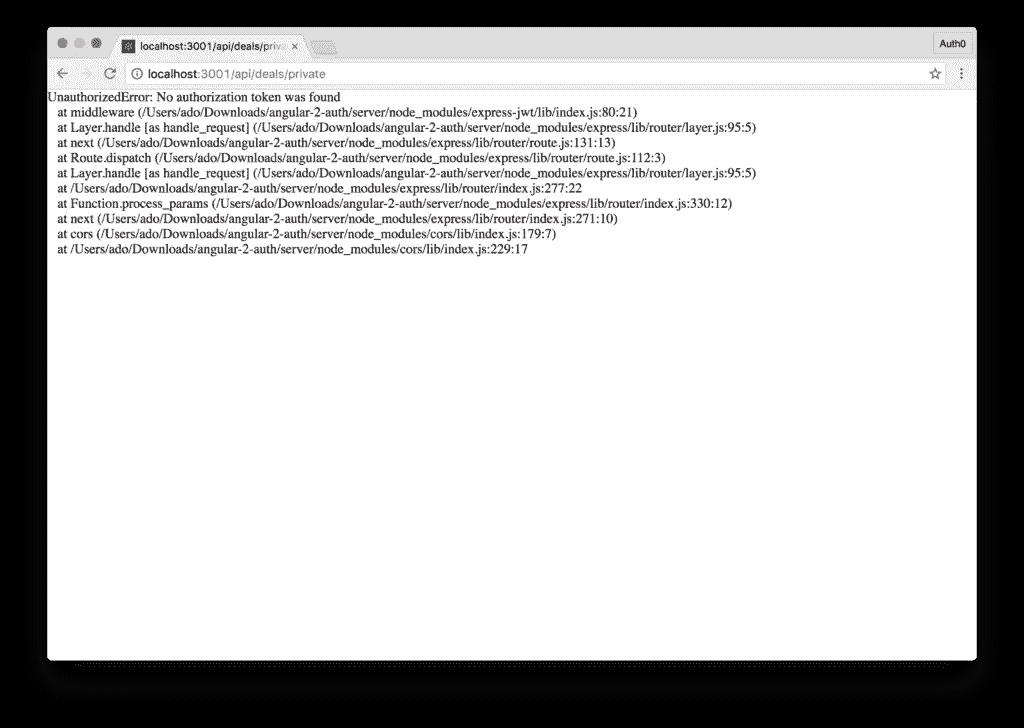 localhost:3001/api/deals/priv
Auth0
localhost:3001/api/deals/private
UnauthorizedError: No authorization token was found
at middleware (/Users/ado/Downloads/angular-2-auth/server/node_modules/express-jwt/lib/index.js:80:21)
at Layer.handle [as handle_request] (/Users/ado/Downloads/angular-2-auth/server/node_modules/express/lib/router/layer.js:95:5)
at next (/Users/ado/Downloads/angular-2-auth/server/node_modules/express/lib/router/route.js:131:13)
at Route.dispatch (/Users/ado/Downloads/angular-2-auth/server/node_modules/express/lib/router/route.js:112:3)
at Layer.handle [as handle_request] (/Users/ado/Downloads/angular-2-auth/server/node_modules/express/lib/router/layer.js:95:5)
at /Users/ado/Downloads/angular-2-auth/server/node_modules/express/lib/router/index.js:277:22
at Function.process_params (/Users/ado/Downloads/angular-2-auth/server/node_modules/express/lib/router/index.js:330:12)
at next (/Users/ado/Downloads/angular-2-auth/server/node_modules/express/lib/router/index.js:271:10)
at cors (/Users/ado/Downloads/angular-2-auth/server/node_modules/cors/lib/index.js:179:7)
at /Users/ado/Downloads/angular-2-auth/server/node_modules/cors/lib/index.js:229:17